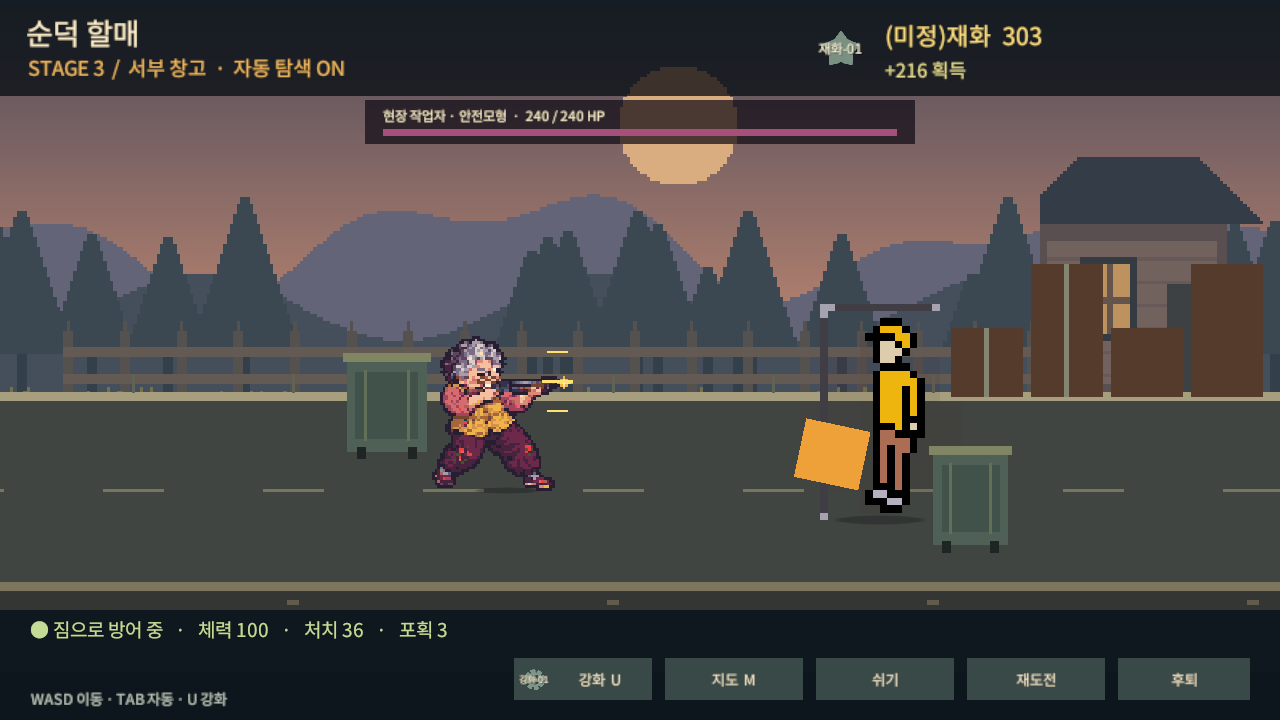 순덕 할매
STAGE 3 / 서부 창고 · 자동 탐색 ON
재화-01
(미정)재화 303
+216 획득
현장 작업자 · 안전모형 · 240 / 240 HP
짐으로 방어 중 · 체력 100 · 처치 36 · 포획 3
강화-01
강화 U
지도 M
쉬기
재도전
후퇴
WASD 이동 · TAB 자동 · U 강화